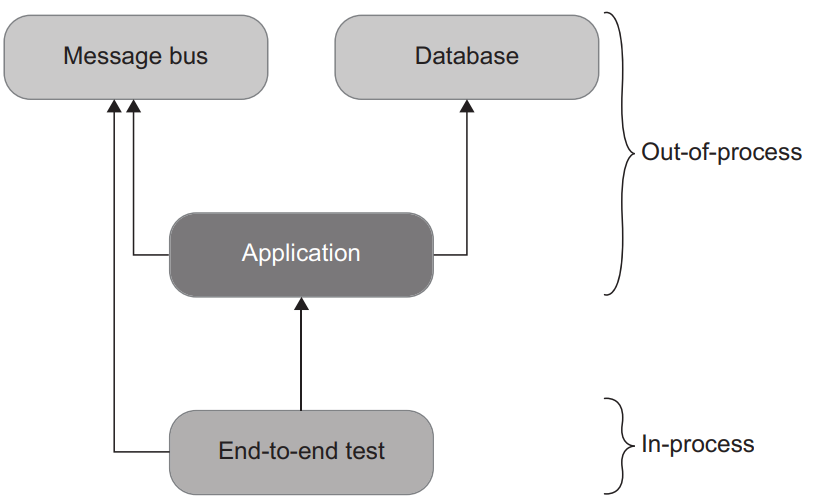 Message bus
Database
Out-of-process
Application
In-process
End-to-end test